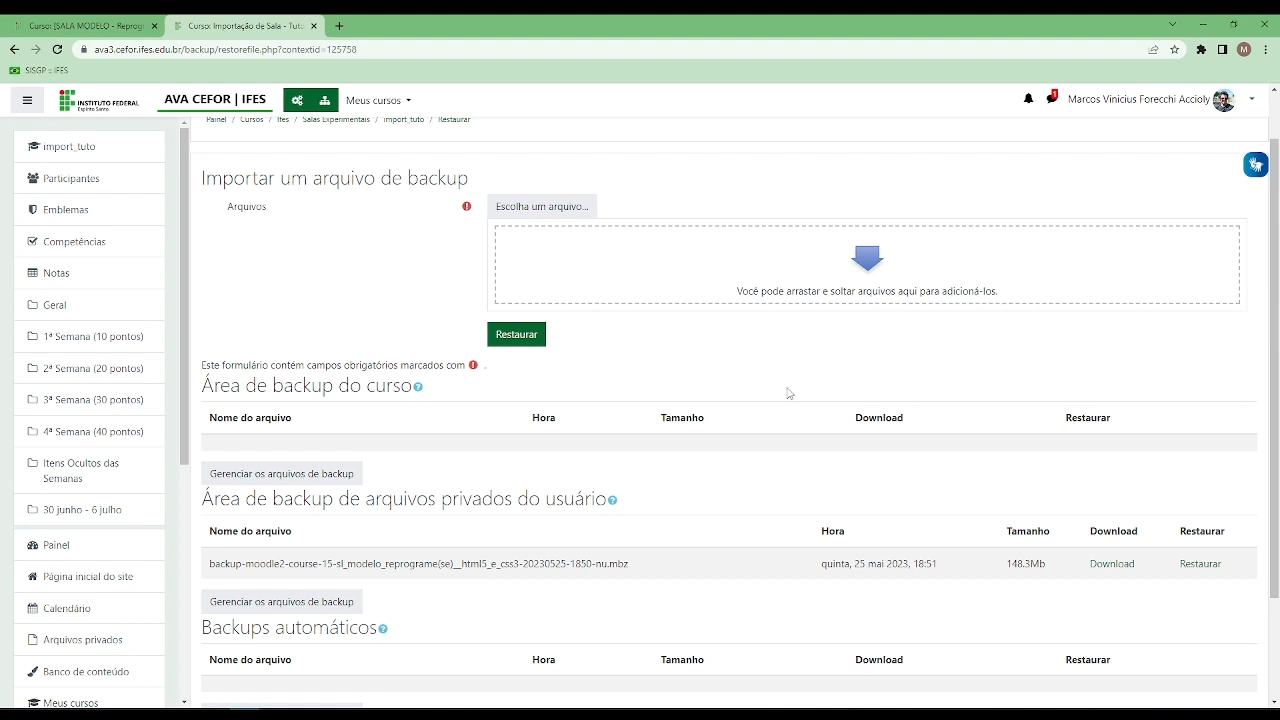 Curso: [SALA MODELO - Reprogr
Curso: Importação de Sala - Tuto
ava3.cefor.ifes.edu.br/backup/restorefile.php?contextid=125758
M
SISGP :: IFES
INSTITUTO FEDERAL
Espírito Santo
AVA CEFOR | IFES
Meus cursos
Marcos Vinicius Forecchi Accioly
Painel / Cursos / Ifes / Salas Experimentais / import_tuto / Restaurar
import_tuto
Participantes
Emblemas
Competências
Notas
Geral
1ª Semana (10 pontos)
2ª Semana (20 pontos)
3ª Semana (30 pontos)
4ª Semana (40 pontos)
Itens Ocultos das
Semanas
30 junho - 6 julho
Painel
Página inicial do site
Calendário
Arquivos privados
Banco de conteúdo
Meus cursos
Importar um arquivo de backup
Arquivos
Escolha um arquivo...
Você pode arrastar e soltar arquivos aqui para adicioná-los.
Restaurar
Este formulário contém campos obrigatórios marcados com .
Área de backup do curso
Nome do arquivo Hora Tamanho Download Restaurar
Gerenciar os arquivos de backup
Área de backup de arquivos privados do usuário
Nome do arquivo Hora Tamanho Download Restaurar
backup-moodle2-course-15-sl_modelo_reprograme(se)__html5_e_css3-20230525-1850-nu.mbz quinta, 25 mai 2023, 18:51 148.3Mb Download Restaurar
Gerenciar os arquivos de backup
Backups automáticos
Nome do arquivo Hora Tamanho Download Restaurar